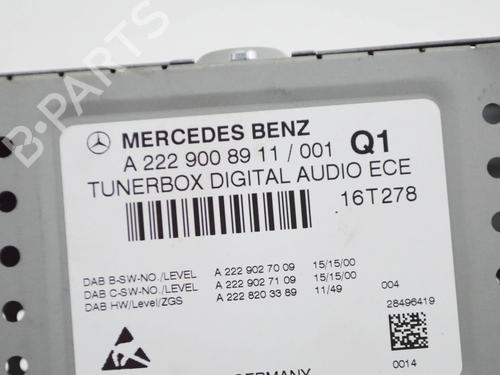 B-PARTS
MERCEDES BENZ Q1
A 222 900 89 11 / 001
TUNERBOX DIGITAL AUDIO ECE
16T278
DAB B-SW-NO./LEVEL A 222 902 70 09 15/15/00
DAB C-SW-NO./LEVEL A 222 902 71 09 15/15/00
DAB HW/Level/ZGS A 222 820 33 89 11/49 004
28496419
0014
GERMANY